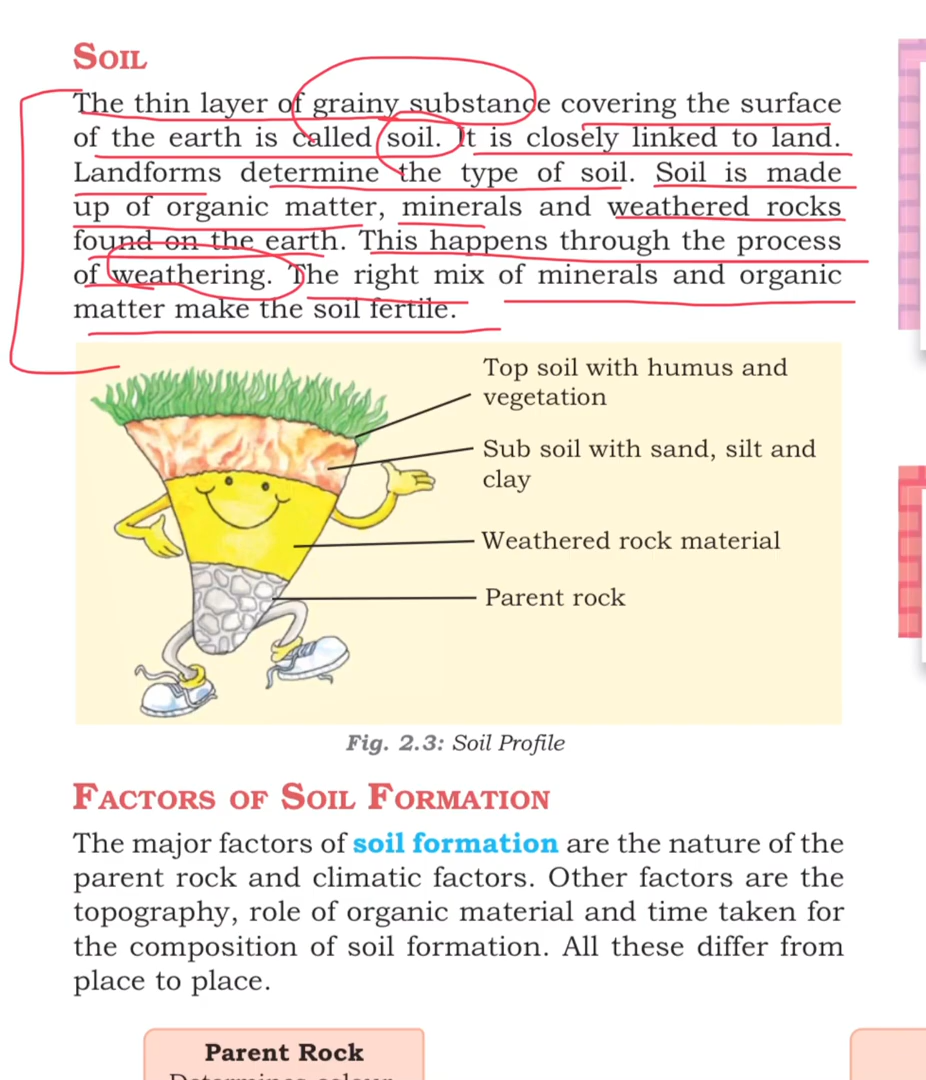 SOIL
The thin layer of grainy substance covering the surface
of the earth is called soil. It is closely linked to land.
Landforms determine the type of soil. Soil is made
up of organic matter, minerals and weathered rocks
found on the earth. This happens through the process
of weathering. The right mix of minerals and organic
matter make the soil fertile.
Top soil with humus and
vegetation
Sub soil with sand, silt and
clay
Weathered rock material
Parent rock
Fig. 2.3: Soil Profile
FACTORS OF SOIL FORMATION
The major factors of soil formation are the nature of the
parent rock and climatic factors. Other factors are the
topography, role of organic material and time taken for
the composition of soil formation. All these differ from
place to place.
Parent Rock